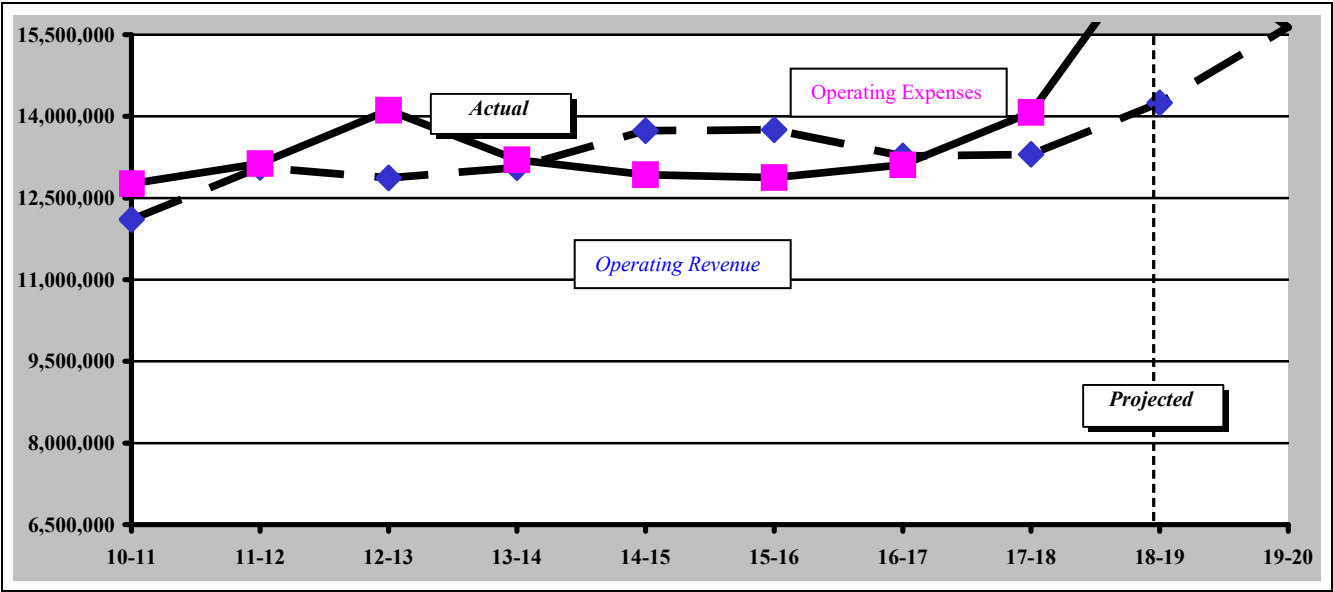 15,500,000
14,000,000
12,500,000
11,000,000
9,500,000
8,000,000
6,500,000
Actual
Operating Expenses
Operating Revenue
Projected
10-11 11-12 12-13 13-14 14-15 15-16 16-17 17-18 18-19 19-20